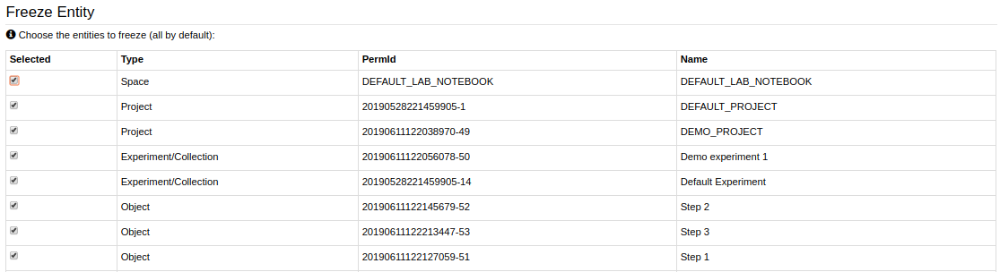 Freeze Entity
Choose the entities to freeze (all by default):
Selected Type PermId Name
Space DEFAULT_LAB_NOTEBOOK DEFAULT_LAB_NOTEBOOK
Project 20190528221459905-1 DEFAULT_PROJECT
Project 20190611122038970-49 DEMO_PROJECT
Experiment/Collection 20190611122056078-50 Demo experiment 1
Experiment/Collection 20190528221459905-14 Default Experiment
Object 20190611122145679-52 Step 2
Object 20190611122213447-53 Step 3
Object 20190611122127059-51 Step 1